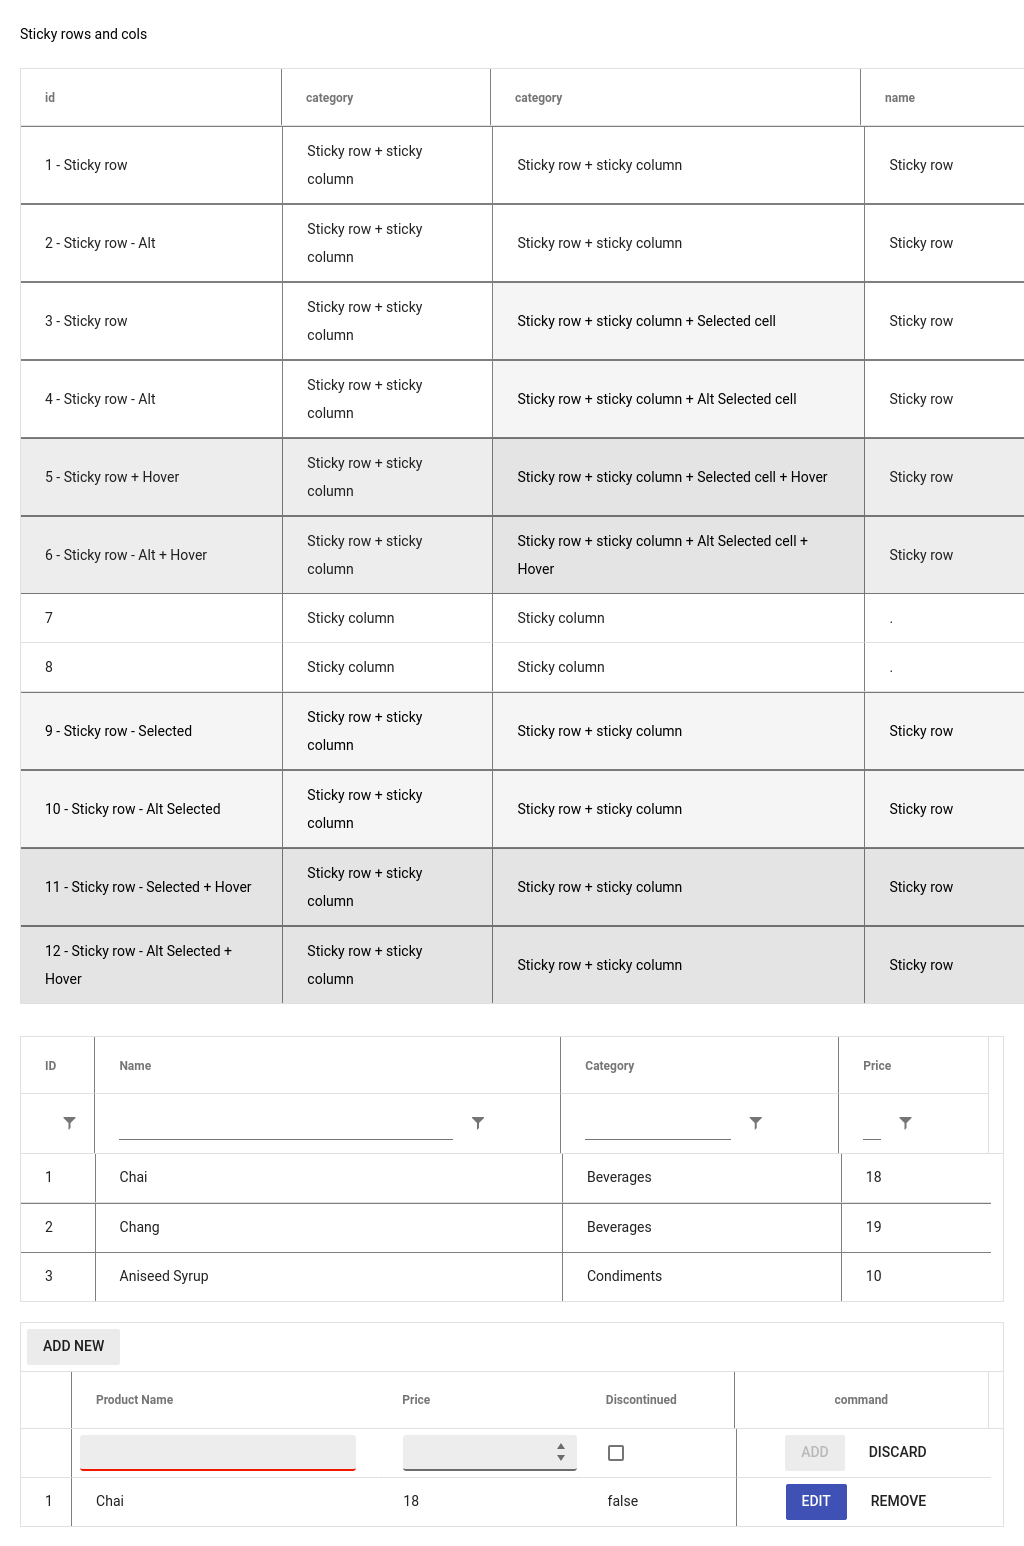 Sticky rows and cols
id category category name
1 - Sticky row Sticky row + sticky column Sticky row + sticky column Sticky row
2 - Sticky row - Alt Sticky row + sticky column Sticky row + sticky column Sticky row
3 - Sticky row Sticky row + sticky column Sticky row + sticky column + Selected cell Sticky row
4 - Sticky row - Alt Sticky row + sticky column Sticky row + sticky column + Alt Selected cell Sticky row
5 - Sticky row + Hover Sticky row + sticky column Sticky row + sticky column + Selected cell + Hover Sticky row
6 - Sticky row - Alt + Hover Sticky row + sticky column Sticky row + sticky column + Alt Selected cell + Hover Sticky row
7 Sticky column Sticky column .
8 Sticky column Sticky column .
9 - Sticky row - Selected Sticky row + sticky column Sticky row + sticky column Sticky row
10 - Sticky row - Alt Selected Sticky row + sticky column Sticky row + sticky column Sticky row
11 - Sticky row - Selected + Hover Sticky row + sticky column Sticky row + sticky column Sticky row
12 - Sticky row - Alt Selected + Hover Sticky row + sticky column Sticky row + sticky column Sticky row
ID Name Category Price
1 Chai Beverages 18
2 Chang Beverages 19
3 Aniseed Syrup Condiments 10
ADD NEW
Product Name Price Discontinued command
ADD DISCARD
1 Chai 18 false EDIT REMOVE